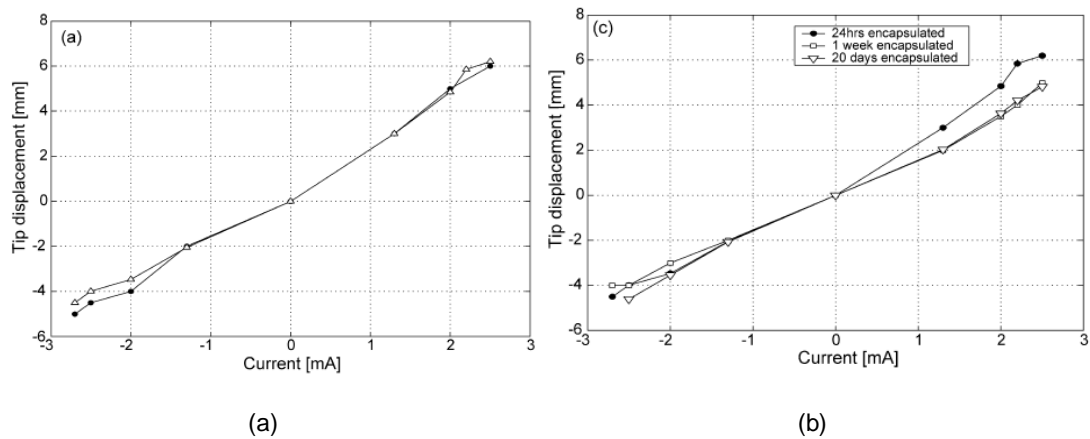 (a)
8
6
4
2
0
-2
-4
-6
Tip displacement [mm]
-3 -2 -1 0 1 2 3
Current [mA]
(c)
24hrs encapsulated
1 week encapsulated
20 days encapsulated
8
6
4
2
0
-2
-4
-6
Tip displacement [mm]
-3 -2 -1 0 1 2 3
Current [mA]
(a) (b)